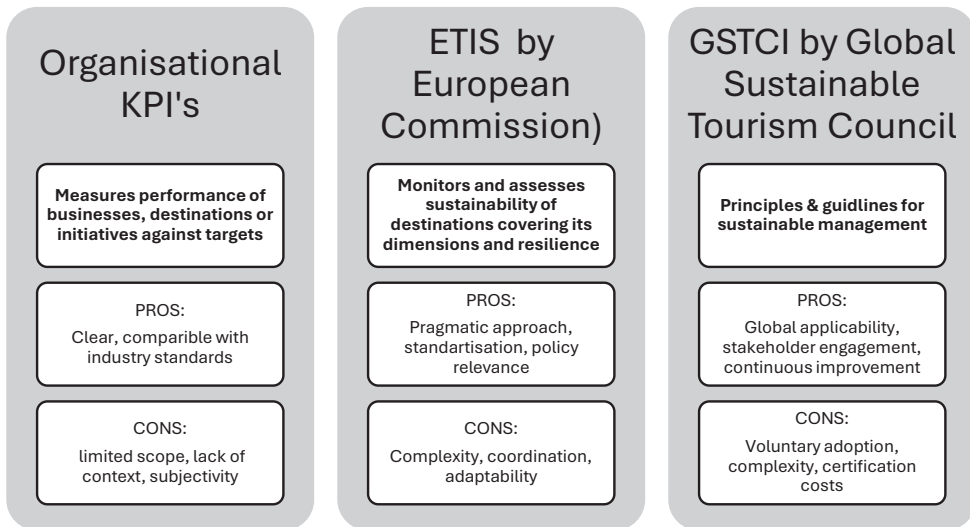 Organisational
KPI's
Measures performance of
businesses, destinations or
initiatives against targets
PROS:
Clear, comparible with
industry standards
CONS:
limited scope, lack of
context, subjectivity
ETIS by
European
Commission)
Monitors and assesses
sustainability of
destinations covering its
dimensions and resilience
PROS:
Pragmatic approach,
standartisation, policy
relevance
CONS:
Complexity, coordination,
adaptability
GSTCI by Global
Sustainable
Tourism Council
Principles & guidlines for
sustainable management
PROS:
Global applicability,
stakeholder engagement,
continuous improvement
CONS:
Voluntary adoption,
complexity, certification
costs